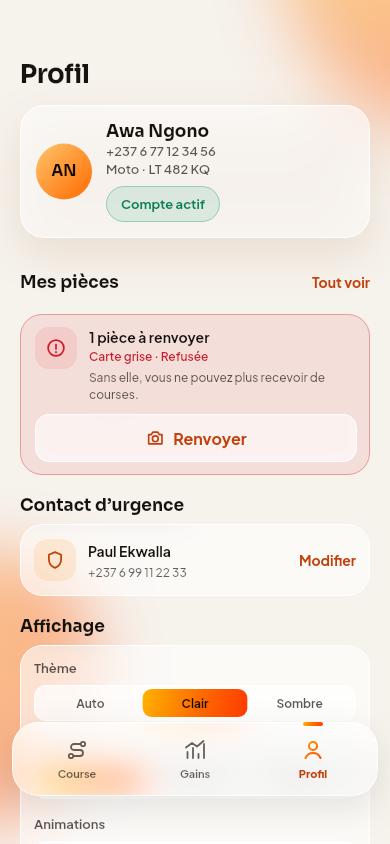 Profil
AN
Awa Ngono
+237 6 77 12 34 56
Moto · LT 482 KQ
Compte actif
Mes pièces
Tout voir
1 pièce à renvoyer
Carte grise · Refusée
Sans elle, vous ne pouvez plus recevoir de
courses.
Renvoyer
Contact d’urgence
Paul Ekwalla
+237 6 99 11 22 33
Modifier
Affichage
Thème
Auto
Clair
Sombre
Course
Gains
Profil
Animations